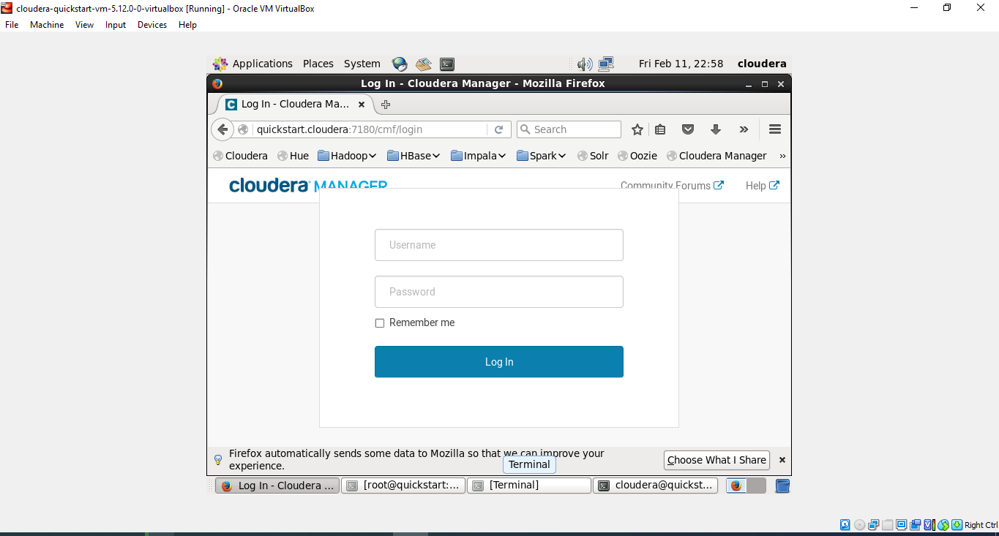 cloudera-quickstart-vm-5.12.0-0-virtualbox [Running] - Oracle VM VirtualBox
File Machine View Input Devices Help
Applications Places System Fri Feb 11, 22:58 cloudera
Log In - Cloudera Manager - Mozilla Firefox
C Log In - Cloudera Ma...
quickstart.cloudera:7180/cmf/login Search
Cloudera Hue Hadoop HBase Impala Spark Solr Oozie Cloudera Manager »
cloudera MANAGER Community Forums Help
Username
Password
Remember me
Log In
Firefox automatically sends some data to Mozilla so that we can improve your
experience.
Choose What I Share
Terminal
Log In - Cloudera ... [root@quickstart:... [Terminal] cloudera@quickst...
Right Ctrl